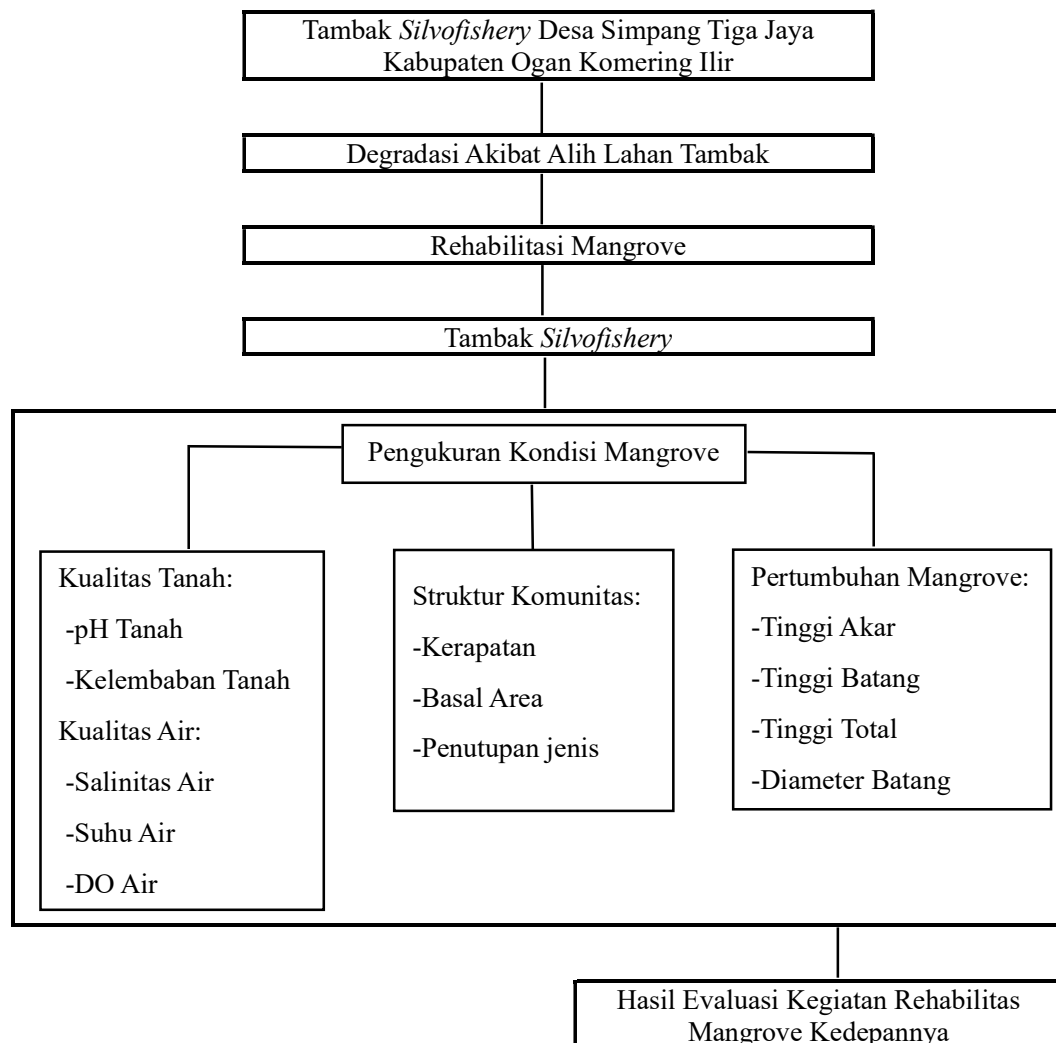 Tambak Silvofishery Desa Simpang Tiga Jaya
Kabupaten Ogan Komering Ilir
Degradasi Akibat Alih Lahan Tambak
Rehabilitasi Mangrove
Tambak Silvofishery
Pengukuran Kondisi Mangrove
Kualitas Tanah:
-pH Tanah
-Kelembaban Tanah
Kualitas Air:
-Salinitas Air
-Suhu Air
-DO Air
Struktur Komunitas:
-Kerapatan
-Basal Area
-Penutupan jenis
Pertumbuhan Mangrove:
-Tinggi Akar
-Tinggi Batang
-Tinggi Total
-Diameter Batang
Hasil Evaluasi Kegiatan Rehabilitas
Mangrove Kedepannya